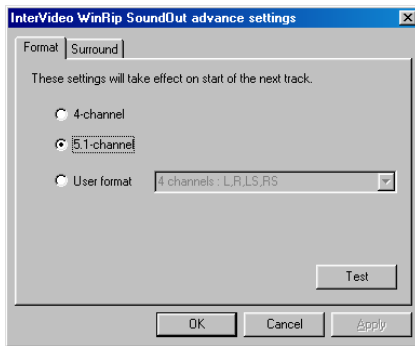 InterVideo WinRip SoundOut advance settings
Format Surround
These settings will take effect on start of the next track.
4-channel
5.1-channel
User format 4 channels : L,R,LS,RS
Test
OK Cancel Apply